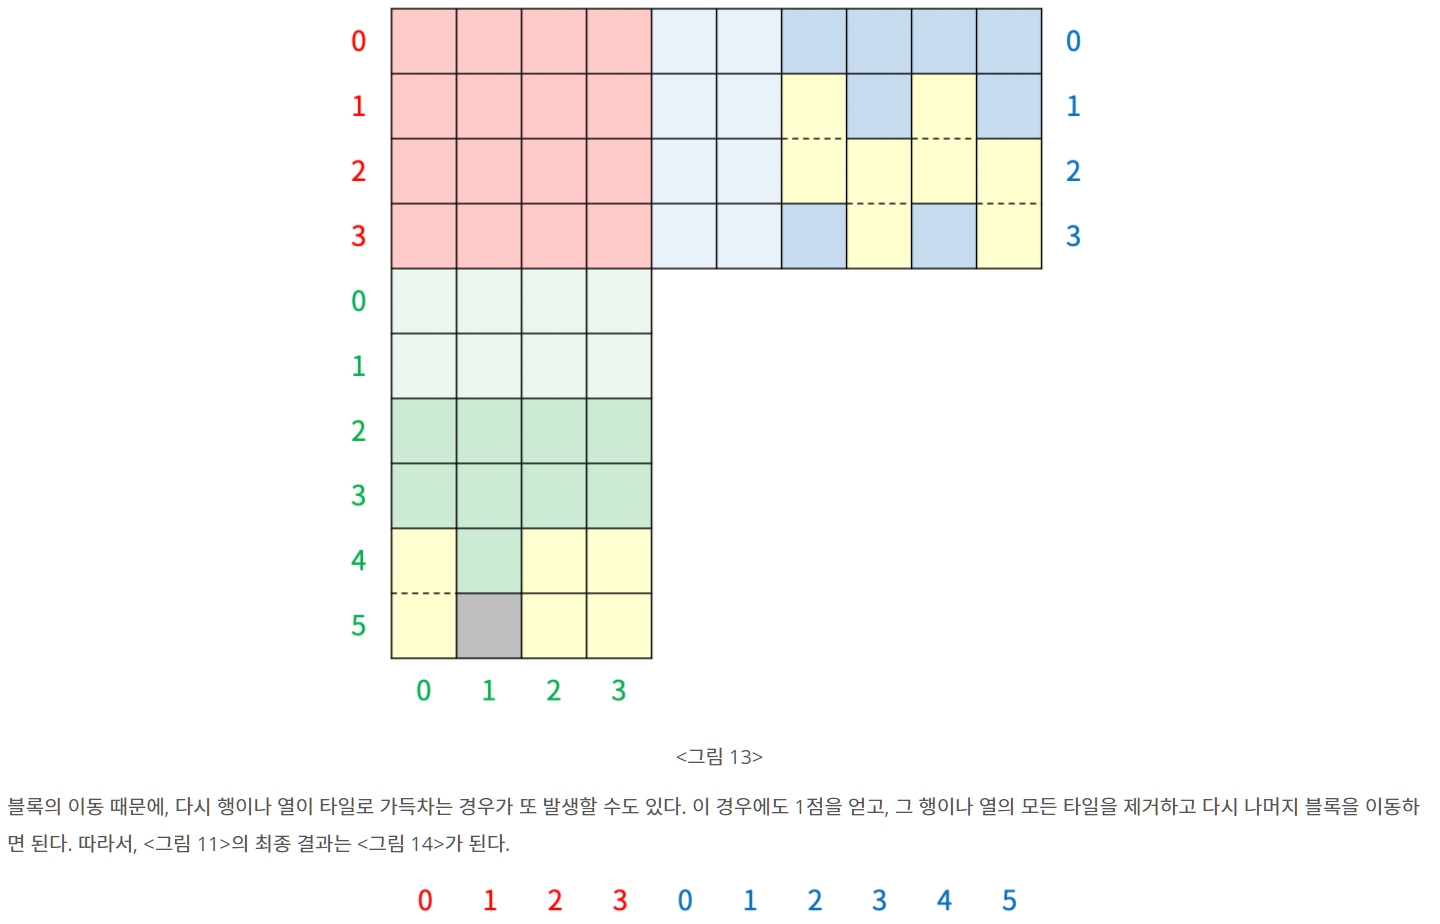 0 0
1 1
2 2
3 3
0
1
2
3
4
5
0 1 2 3
<그림 13>
블록의 이동 때문에, 다시 행이나 열이 타일로 가득차는 경우가 또 발생할 수도 있다. 이 경우에도 1점을 얻고, 그 행이나 열의 모든 타일을 제거하고 다시 나머지 블록을 이동하
면 된다. 따라서, <그림 11>의 최종 결과는 <그림 14>가 된다.
0 1 2 3 0 1 2 3 4 5